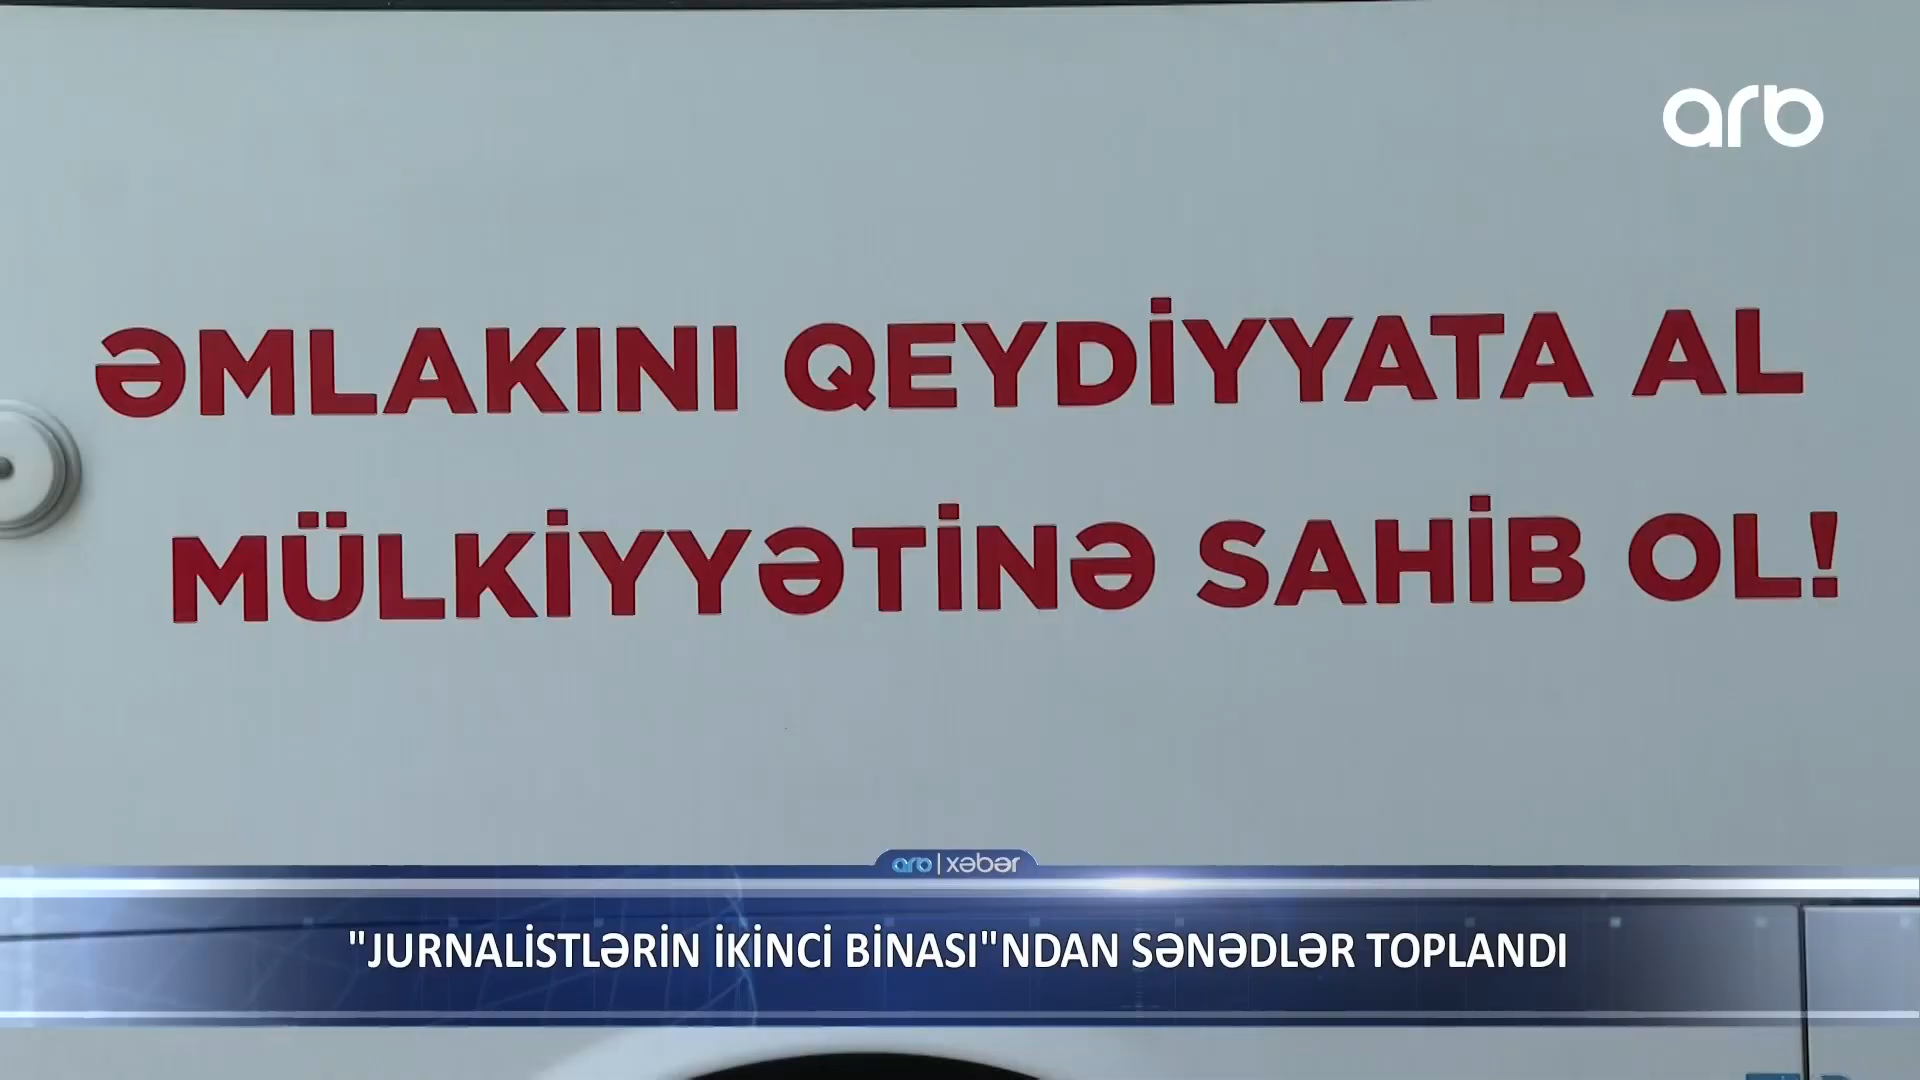 arb
ƏMLAKINI QEYDİYYATA AL
MÜLKİYYƏTİNƏ SAHİB OL!
arb | xəbər
"JURNALİSTLƏRİN İKİNCİ BİNASI"NDAN SƏNƏDLƏR TOPLANDI